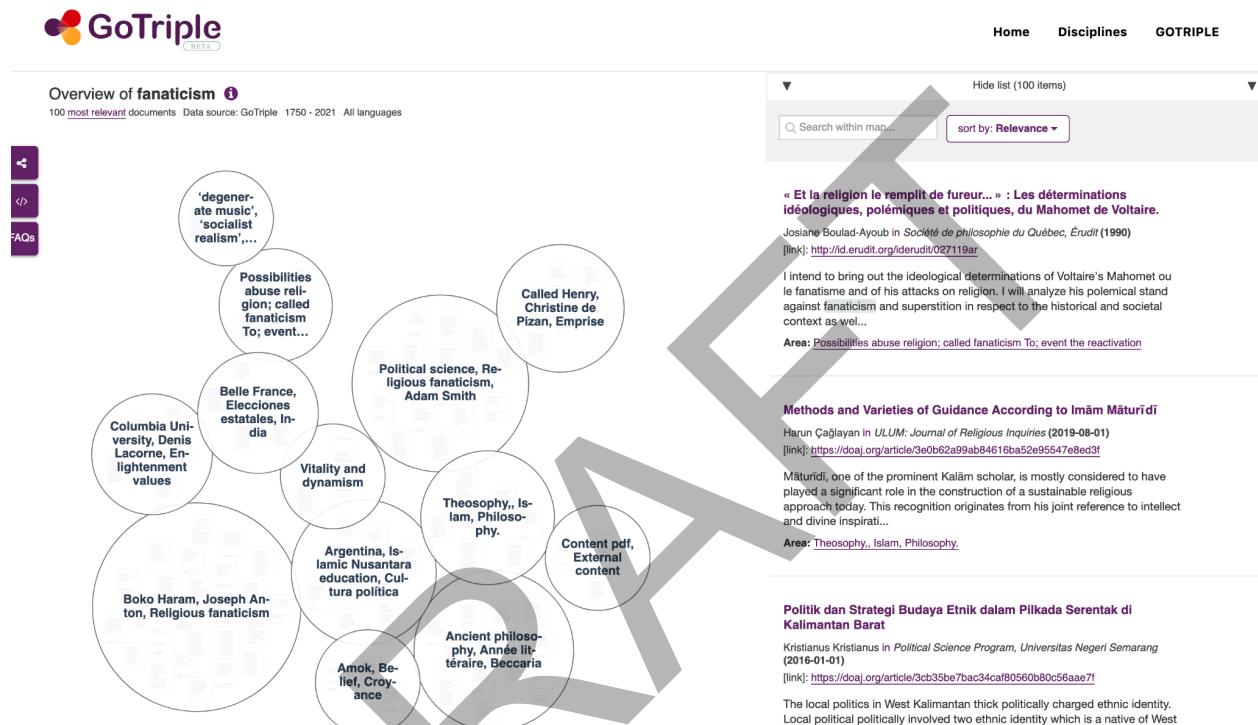 GoTriple
BETA
Home Disciplines GOTRIPLE
Overview of fanaticism
100 most relevant documents Data source: GoTriple 1750 - 2021 All languages
</>
FAQs
'degener-
ate music',
'socialist
realism',...
Possibilities
abuse reli-
gion; called
fanaticism
To; event...
Called Henry,
Christine de
Pizan, Emprise
Political science, Re-
ligious fanaticism,
Adam Smith
Belle France,
Elecciones
estatales, In-
dia
Columbia Uni-
versity, Denis
Lacorne, En-
lightenment
values
Vitality and
dynamism
Theosophy,, Is-
lam, Philoso-
phy.
Content pdf,
External
content
Argentina, Is-
lamic Nusantara
education, Cul-
tura política
Boko Haram, Joseph An-
ton, Religious fanaticism
Ancient philoso-
phy, Année lit-
téraire, Beccaria
Amok, Be-
lief, Croy-
ance
Hide list (100 items)
Search within map...
sort by: Relevance
« Et la religion le remplit de fureur... » : Les déterminations
idéologiques, polémiques et politiques, du Mahomet de Voltaire.
Josiane Boulad-Ayoub in Société de philosophie du Québec, Érudit (1990)
[link]: http://id.erudit.org/iderudit/027119ar
I intend to bring out the ideological determinations of Voltaire's Mahomet ou
le fanatisme and of his attacks on religion. I will analyze his polemical stand
against fanaticism and superstition in respect to the historical and societal
context as wel...
Area: Possibilities abuse religion; called fanaticism To; event the reactivation
Methods and Varieties of Guidance According to Imām Māturīdī
Harun Çağlayan in ULUM: Journal of Religious Inquiries (2019-08-01)
[link]: https://doaj.org/article/3e0b62a99ab84616ba52e95547e8ed3f
Māturīdī, one of the prominent Kalām scholar, is mostly considered to have
played a significant role in the construction of a sustainable religious
approach today. This recognition originates from his joint reference to intellect
and divine inspirati...
Area: Theosophy,, Islam, Philosophy.
Politik dan Strategi Budaya Etnik dalam Pilkada Serentak di
Kalimantan Barat
Kristianus Kristianus in Political Science Program, Universitas Negeri Semarang
(2016-01-01)
[link]: https://doaj.org/article/3cb35be7bac34caf80560b80c56aae7f
The local politics in West Kalimantan thick politically charged ethnic identity.
Local political politically involved two ethnic identity which is a native of West
RAFT